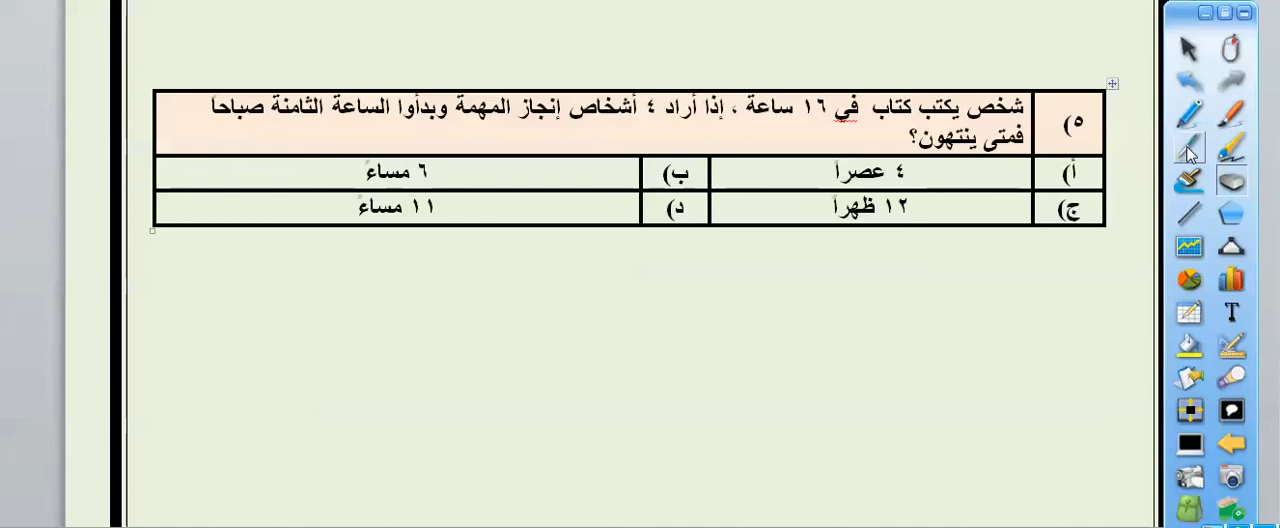 ٥) شخص يكتب كتاب في ١٦ ساعة ، إذا أراد ٤ أشخاص إنجاز المهمة وبدأوا الساعة الثامنة صباحاً
فمتى ينتهون؟
أ) ٤ عصراً ب) ٦ مساءً
ج) ١٢ ظهراً د) ١١ مساءً
T